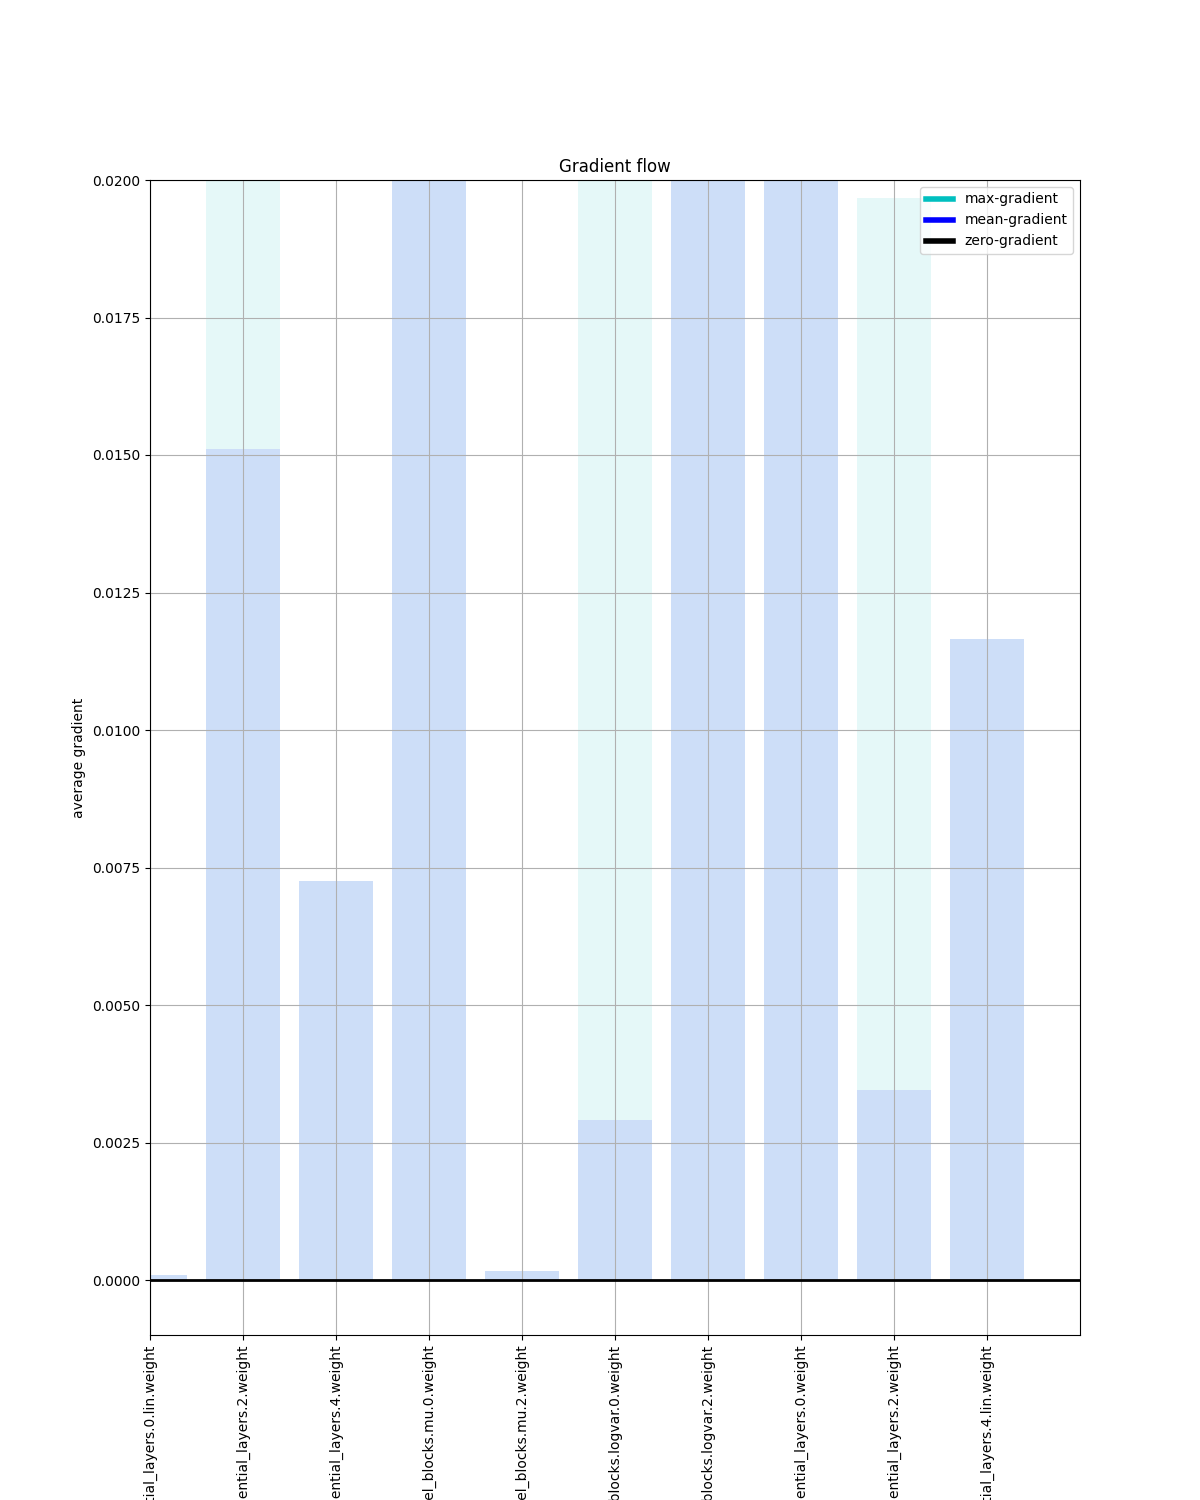 Gradient flow
max-gradient
mean-gradient
zero-gradient
average gradient
0.0200
0.0175
0.0150
0.0125
0.0100
0.0075
0.0050
0.0025
0.0000
tial_layers.0.lin.weight
ential_layers.2.weight
ential_layers.4.weight
el_blocks.mu.0.weight
el_blocks.mu.2.weight
blocks.logvar.0.weight
blocks.logvar.2.weight
ential_layers.0.weight
ential_layers.2.weight
tial_layers.4.lin.weight